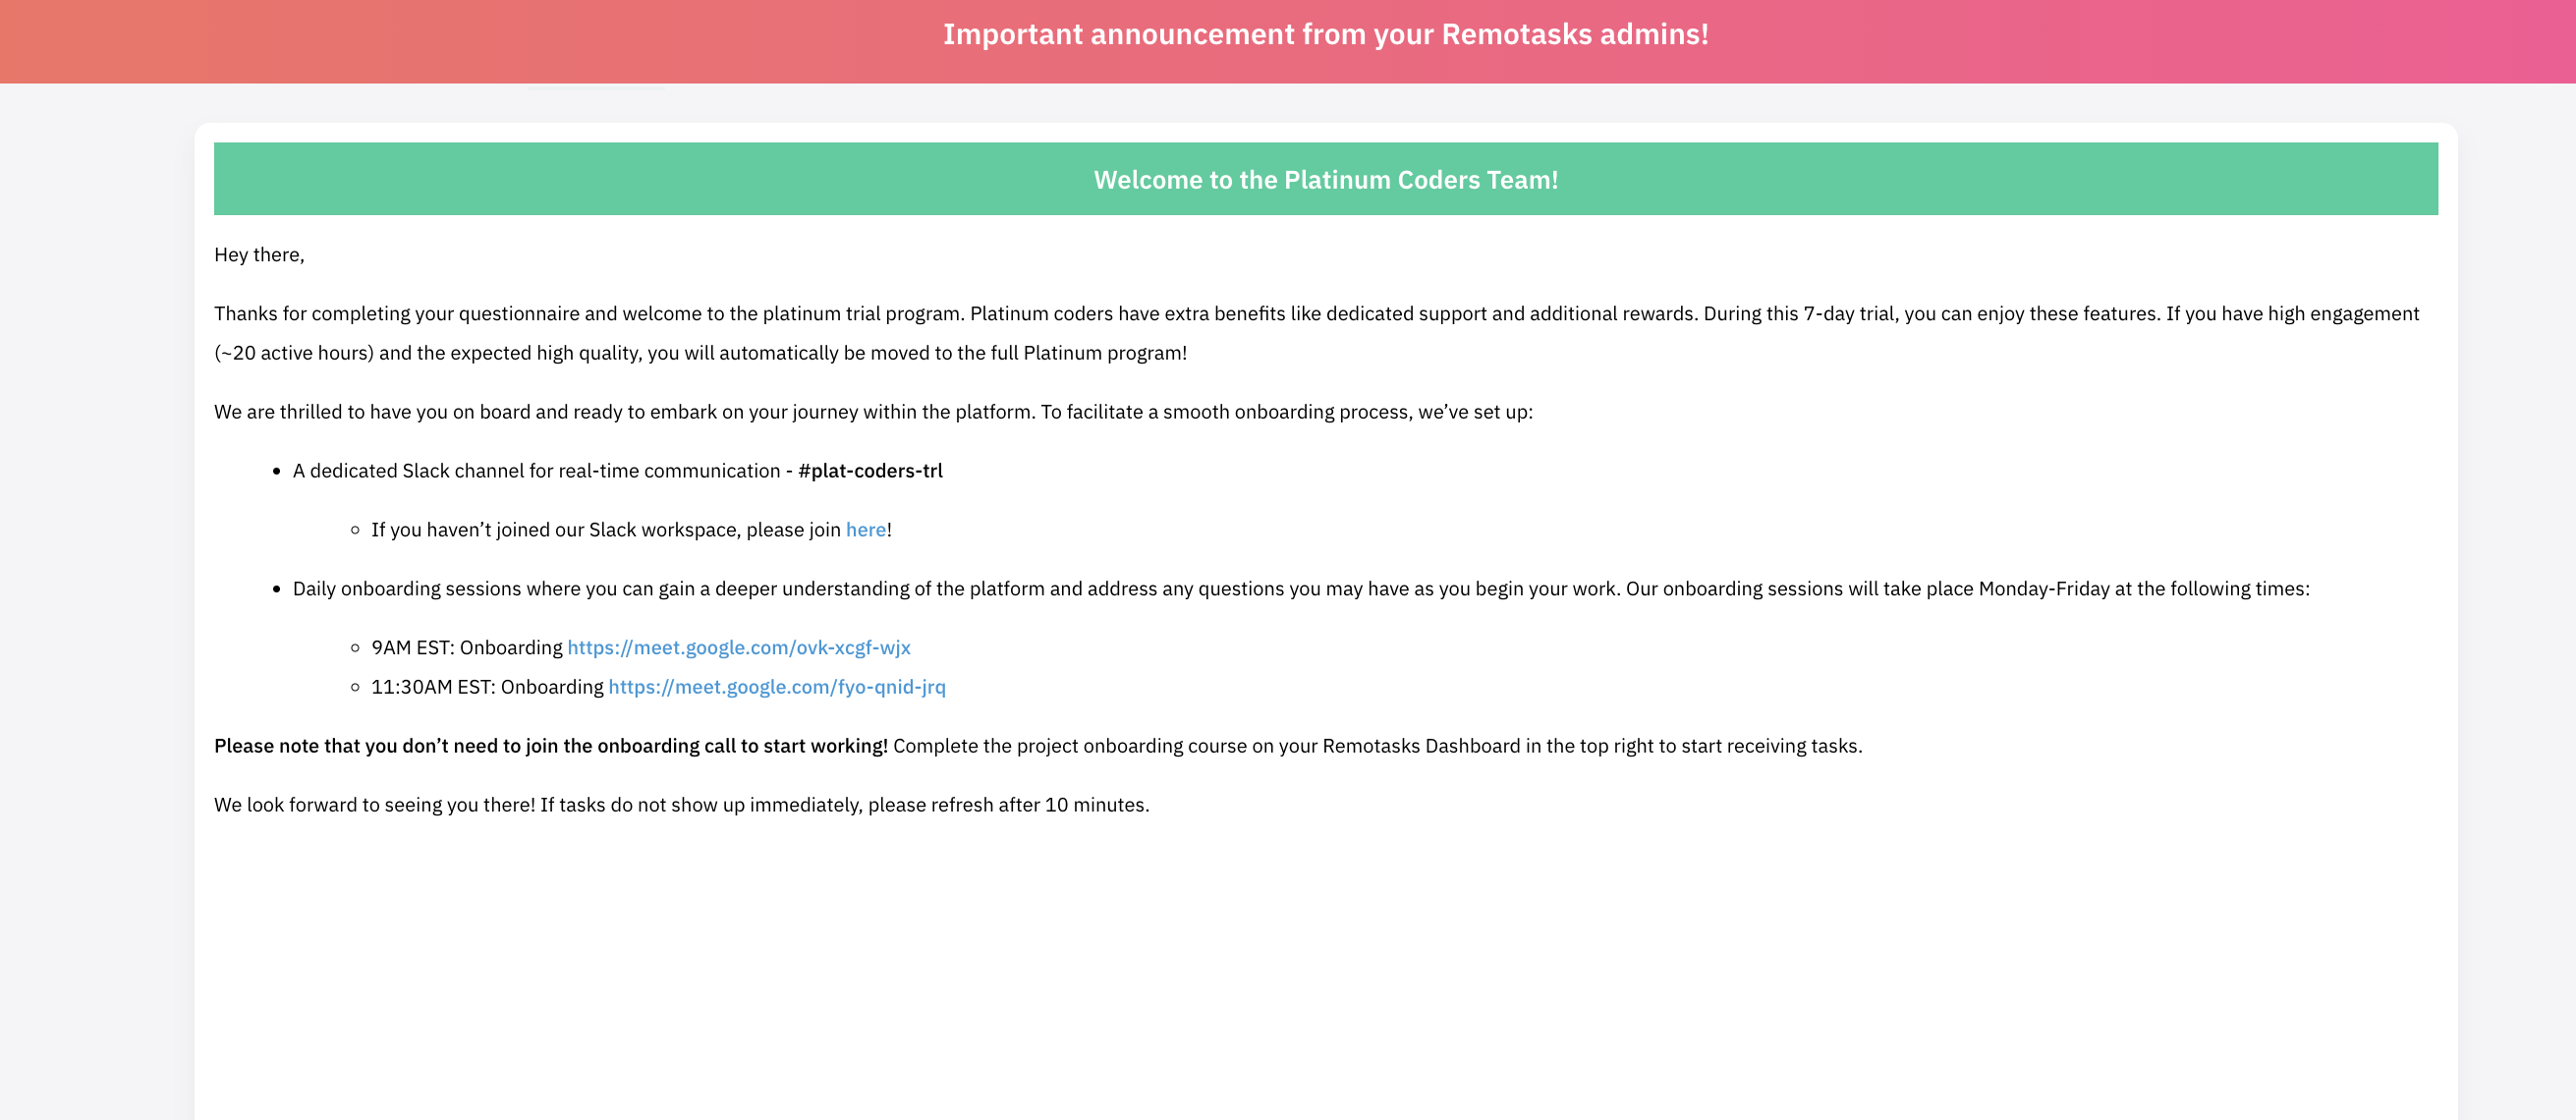 Important announcement from your Remotasks admins!
Welcome to the Platinum Coders Team!
Hey there,
Thanks for completing your questionnaire and welcome to the platinum trial program. Platinum coders have extra benefits like dedicated support and additional rewards. During this 7-day trial, you can enjoy these features. If you have high engagement
(~20 active hours) and the expected high quality, you will automatically be moved to the full Platinum program!
We are thrilled to have you on board and ready to embark on your journey within the platform. To facilitate a smooth onboarding process, we’ve set up:
• A dedicated Slack channel for real-time communication - #plat-coders-trl
◦ If you haven’t joined our Slack workspace, please join here!
• Daily onboarding sessions where you can gain a deeper understanding of the platform and address any questions you may have as you begin your work. Our onboarding sessions will take place Monday-Friday at the following times:
◦ 9AM EST: Onboarding https://meet.google.com/ovk-xcgf-wjx
◦ 11:30AM EST: Onboarding https://meet.google.com/fyo-qnid-jrq
Please note that you don’t need to join the onboarding call to start working! Complete the project onboarding course on your Remotasks Dashboard in the top right to start receiving tasks.
We look forward to seeing you there! If tasks do not show up immediately, please refresh after 10 minutes.